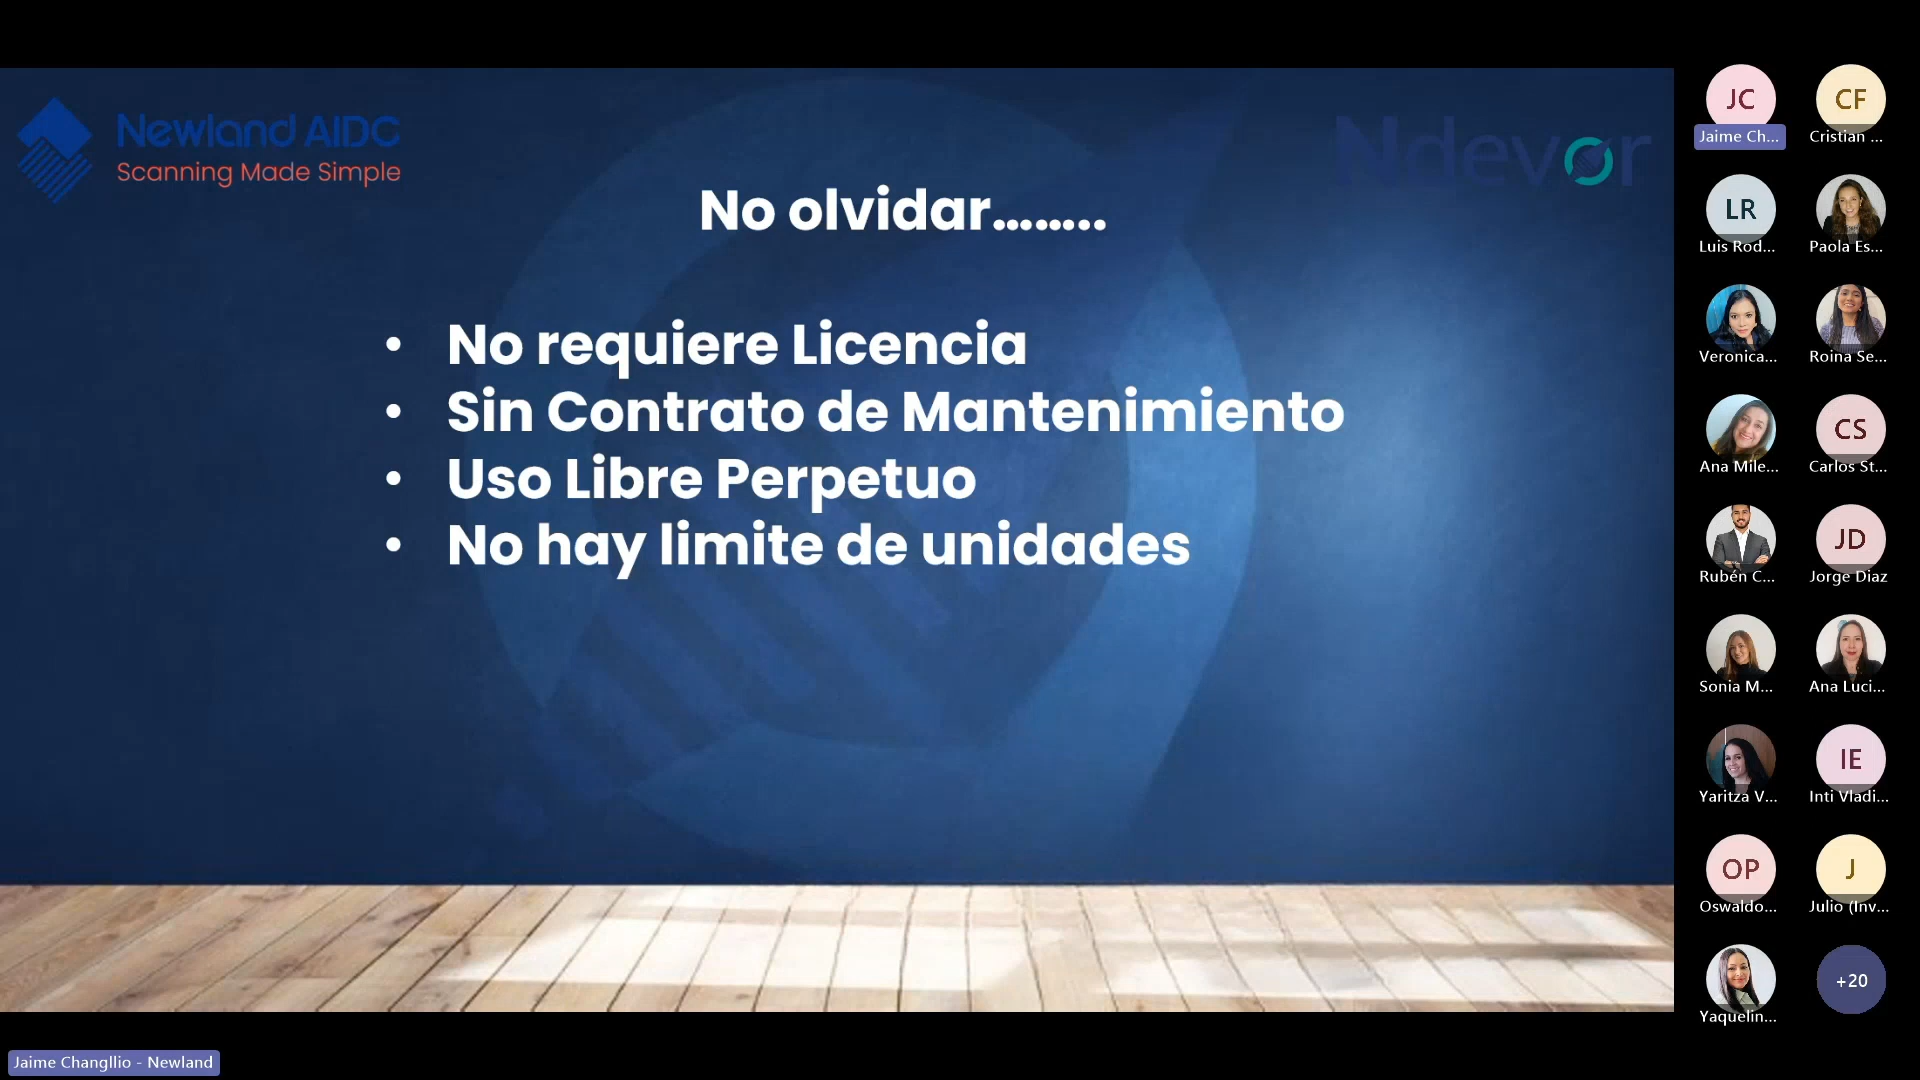 Newland AIDC
Scanning Made Simple
Ndevor
No olvidar........
• No requiere Licencia
• Sin Contrato de Mantenimiento
• Uso Libre Perpetuo
• No hay limite de unidades
JC
Jaime Ch...
CF
Cristian ...
LR
Luis Rod...
Paola Es...
Veronica...
Roina Se...
Ana Mile...
CS
Carlos St...
Rubén C...
JD
Jorge Diaz
Sonia M...
Ana Luci...
Yaritza V...
IE
Inti Vladi...
OP
Oswaldo...
J
Julio (Inv...
Yaquelin...
+20
Jaime Changllio - Newland